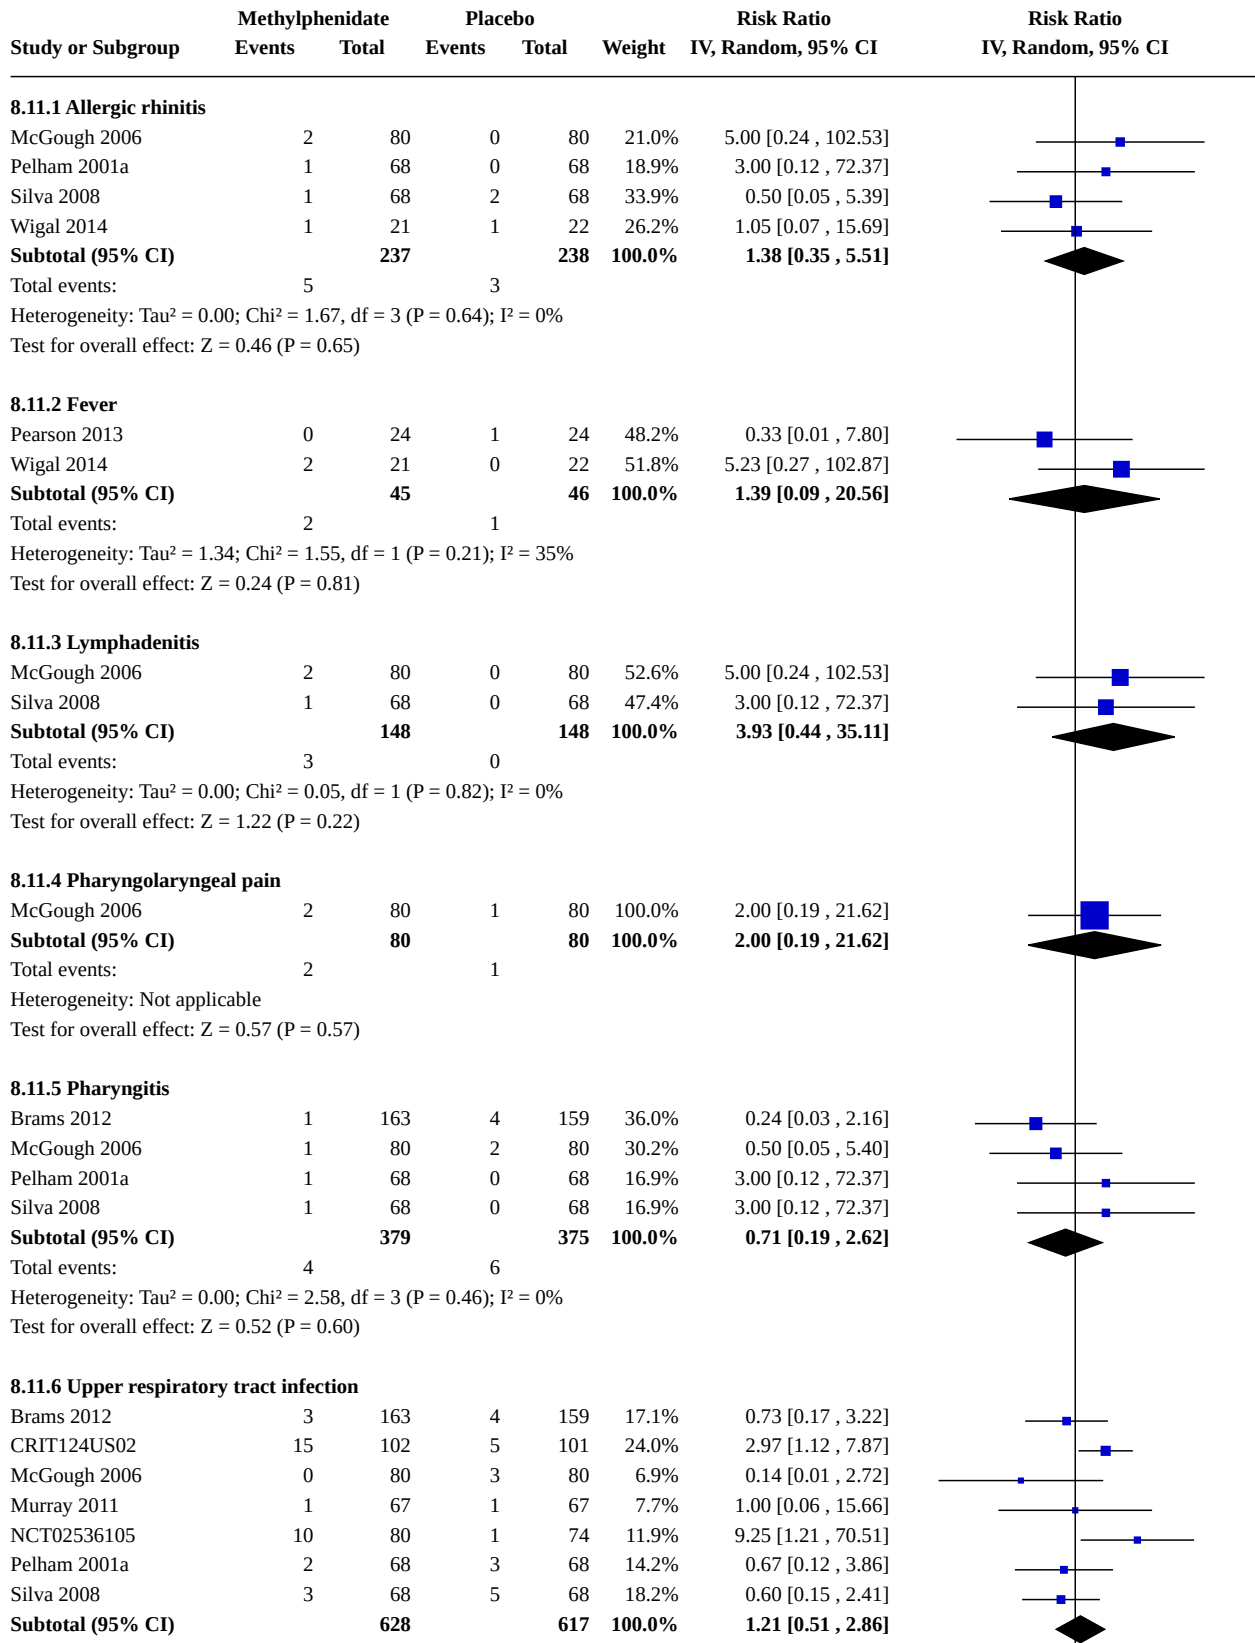 Methylphenidate Placebo Risk Ratio Risk Ratio
Study or Subgroup Events Total Events Total Weight IV, Random, 95% CI IV, Random, 95% CI
8.11.1 Allergic rhinitis
McGough 2006 2 80 0 80 21.0% 5.00 [0.24 , 102.53]
Pelham 2001a 1 68 0 68 18.9% 3.00 [0.12 , 72.37]
Silva 2008 1 68 2 68 33.9% 0.50 [0.05 , 5.39]
Wigal 2014 1 21 1 22 26.2% 1.05 [0.07 , 15.69]
Subtotal (95% CI) 237 238 100.0% 1.38 [0.35 , 5.51]
Total events: 5 3
Heterogeneity: Tau² = 0.00; Chi² = 1.67, df = 3 (P = 0.64); I² = 0%
Test for overall effect: Z = 0.46 (P = 0.65)
8.11.2 Fever
Pearson 2013 0 24 1 24 48.2% 0.33 [0.01 , 7.80]
Wigal 2014 2 21 0 22 51.8% 5.23 [0.27 , 102.87]
Subtotal (95% CI) 45 46 100.0% 1.39 [0.09 , 20.56]
Total events: 2 1
Heterogeneity: Tau² = 1.34; Chi² = 1.55, df = 1 (P = 0.21); I² = 35%
Test for overall effect: Z = 0.24 (P = 0.81)
8.11.3 Lymphadenitis
McGough 2006 2 80 0 80 52.6% 5.00 [0.24 , 102.53]
Silva 2008 1 68 0 68 47.4% 3.00 [0.12 , 72.37]
Subtotal (95% CI) 148 148 100.0% 3.93 [0.44 , 35.11]
Total events: 3 0
Heterogeneity: Tau² = 0.00; Chi² = 0.05, df = 1 (P = 0.82); I² = 0%
Test for overall effect: Z = 1.22 (P = 0.22)
8.11.4 Pharyngolaryngeal pain
McGough 2006 2 80 1 80 100.0% 2.00 [0.19 , 21.62]
Subtotal (95% CI) 80 80 100.0% 2.00 [0.19 , 21.62]
Total events: 2 1
Heterogeneity: Not applicable
Test for overall effect: Z = 0.57 (P = 0.57)
8.11.5 Pharyngitis
Brams 2012 1 163 4 159 36.0% 0.24 [0.03 , 2.16]
McGough 2006 1 80 2 80 30.2% 0.50 [0.05 , 5.40]
Pelham 2001a 1 68 0 68 16.9% 3.00 [0.12 , 72.37]
Silva 2008 1 68 0 68 16.9% 3.00 [0.12 , 72.37]
Subtotal (95% CI) 379 375 100.0% 0.71 [0.19 , 2.62]
Total events: 4 6
Heterogeneity: Tau² = 0.00; Chi² = 2.58, df = 3 (P = 0.46); I² = 0%
Test for overall effect: Z = 0.52 (P = 0.60)
8.11.6 Upper respiratory tract infection
Brams 2012 3 163 4 159 17.1% 0.73 [0.17 , 3.22]
CRIT124US02 15 102 5 101 24.0% 2.97 [1.12 , 7.87]
McGough 2006 0 80 3 80 6.9% 0.14 [0.01 , 2.72]
Murray 2011 1 67 1 67 7.7% 1.00 [0.06 , 15.66]
NCT02536105 10 80 1 74 11.9% 9.25 [1.21 , 70.51]
Pelham 2001a 2 68 3 68 14.2% 0.67 [0.12 , 3.86]
Silva 2008 3 68 5 68 18.2% 0.60 [0.15 , 2.41]
Subtotal (95% CI) 628 617 100.0% 1.21 [0.51 , 2.86]